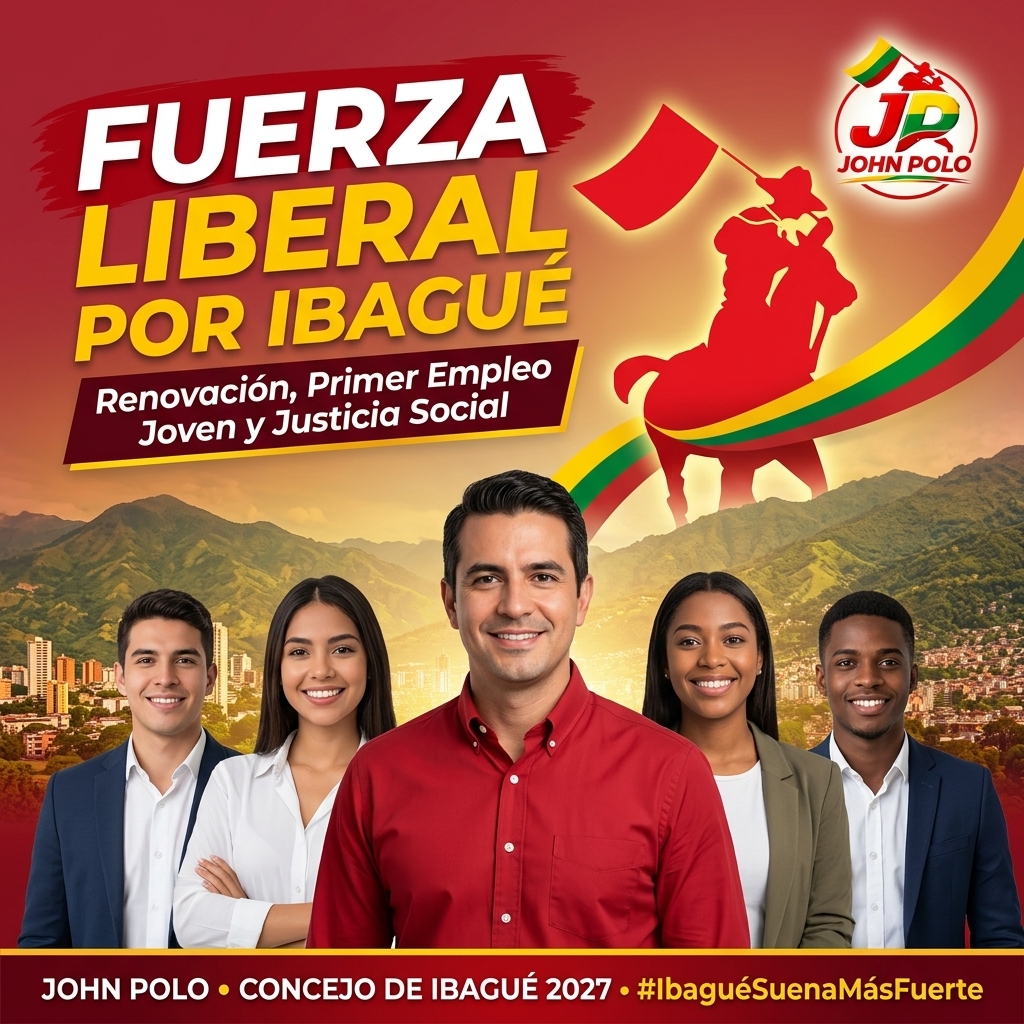 FUERZA
LIBERAL
POR IBAGUÉ
Renovación, Primer Empleo
Joven y Justicia Social
JP
JOHN POLO
JOHN POLO • CONCEJO DE IBAGUÉ 2027 • #IbaguéSuenaMásFuerte